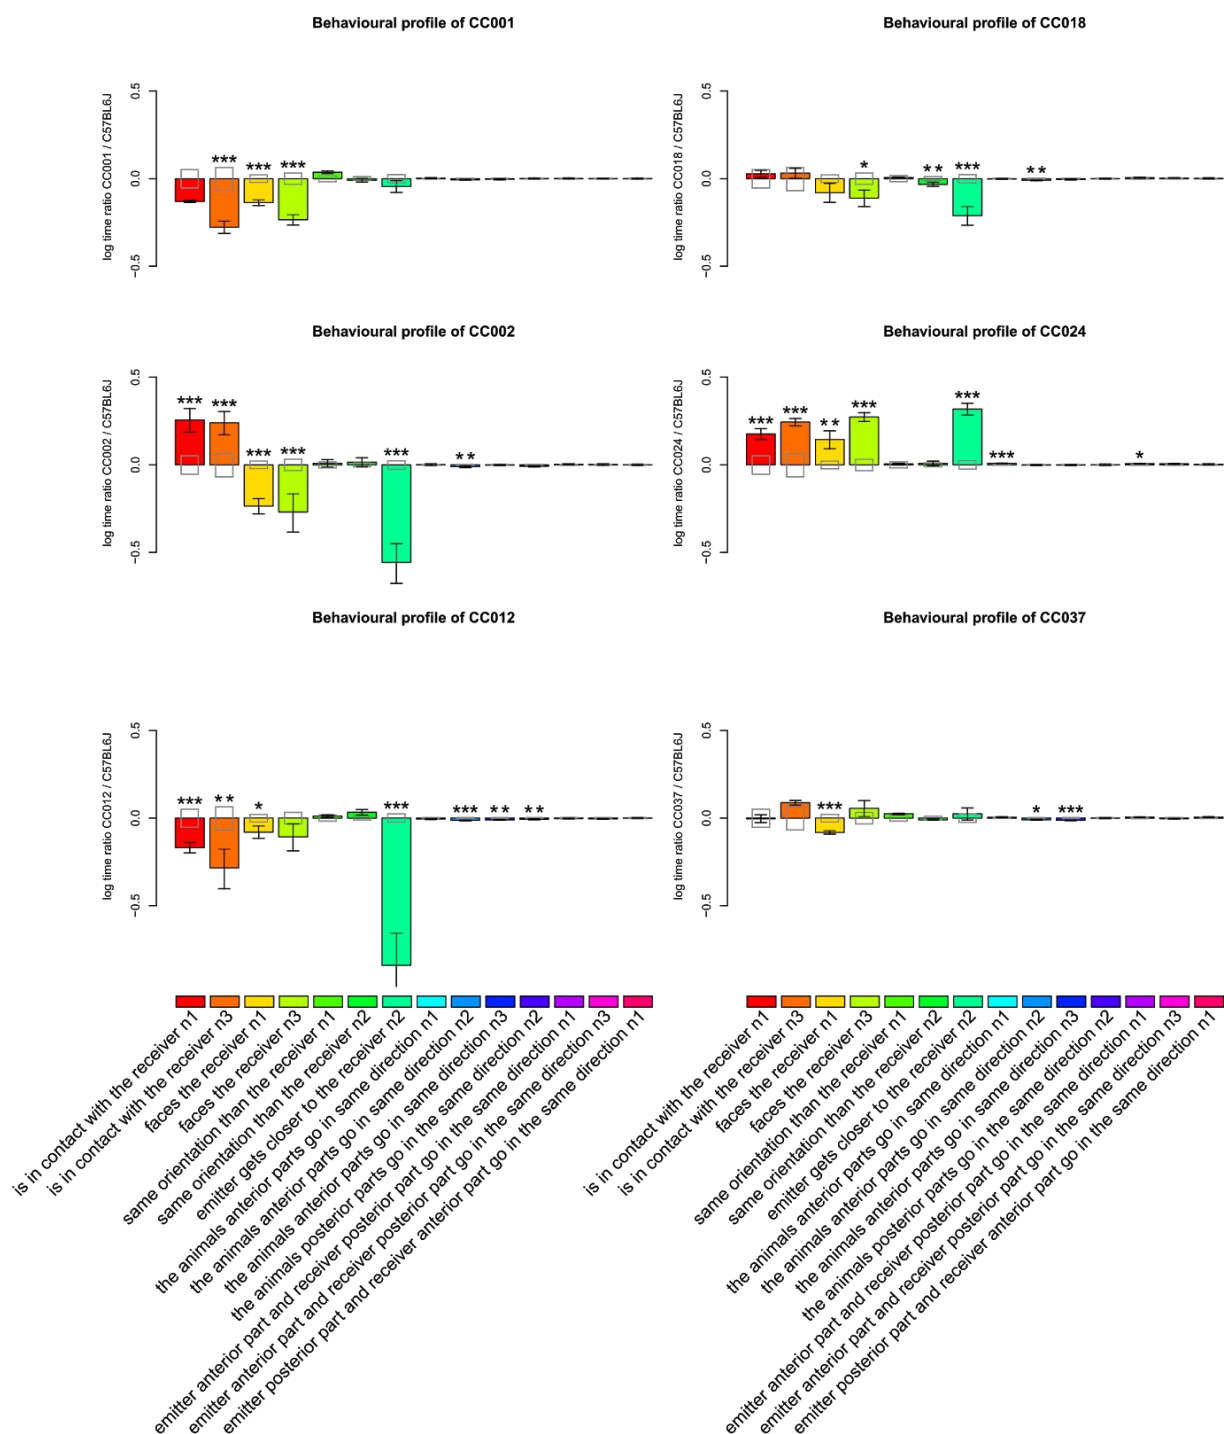 Behavioural profile of CC001
log time ratio CC001 / C57BL6J
0.5
0.0
−0.5
*** *** ***
Behavioural profile of CC018
log time ratio CC018 / C57BL6J
0.5
0.0
−0.5
* ** *** **
Behavioural profile of CC002
log time ratio CC002 / C57BL6J
0.5
0.0
−0.5
*** *** *** *** *** **
Behavioural profile of CC024
log time ratio CC024 / C57BL6J
0.5
0.0
−0.5
*** *** ** *** *** *** *
Behavioural profile of CC012
log time ratio CC012 / C57BL6J
0.5
0.0
−0.5
*** ** * *** *** ** **
Behavioural profile of CC037
log time ratio CC037 / C57BL6J
0.5
0.0
−0.5
*** * ***
is in contact with the receiver n1
is in contact with the receiver n3
faces the receiver n1
faces the receiver n3
same orientation than the receiver n1
same orientation than the receiver n2
emitter gets closer to the receiver n2
the animals anterior parts go in same direction n1
the animals anterior parts go in same direction n2
the animals anterior parts go in same direction n3
the animals posterior parts go in the same direction n2
emitter anterior part and receiver posterior part go in the same direction n1
emitter anterior part and receiver posterior part go in the same direction n3
emitter posterior part and receiver anterior part go in the same direction n1
is in contact with the receiver n1
is in contact with the receiver n3
faces the receiver n1
faces the receiver n3
same orientation than the receiver n1
same orientation than the receiver n2
emitter gets closer to the receiver n2
the animals anterior parts go in same direction n1
the animals anterior parts go in same direction n2
the animals anterior parts go in same direction n3
the animals posterior parts go in the same direction n2
emitter anterior part and receiver posterior part go in the same direction n1
emitter anterior part and receiver posterior part go in the same direction n3
emitter posterior part and receiver anterior part go in the same direction n1